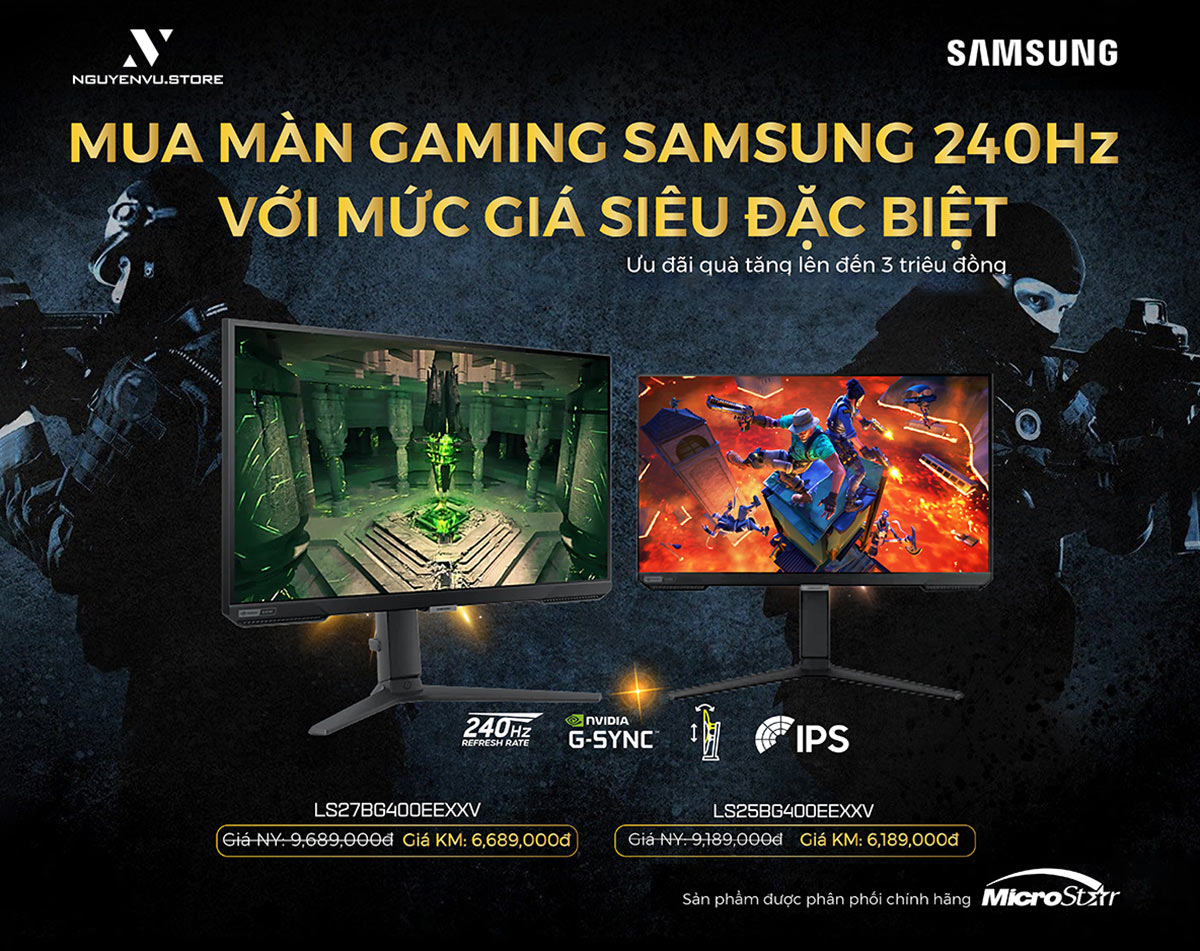 NGUYENVU.STORE
SAMSUNG
MUA MÀN GAMING SAMSUNG 240Hz
VỚI MỨC GIÁ SIÊU ĐẶC BIỆT
Ưu đãi quà tặng lên đến 3 triệu đồng
240Hz
REFRESH RATE
NVIDIA
G-SYNC
IPS
LS27BG400EEXXV
Giá NY: 9,689,000đ Giá KM: 6,689,000đ
LS25BG400EEXXV
Giá NY: 9,189,000đ Giá KM: 6,189,000đ
Sản phẩm được phân phối chính hãng MicroStar